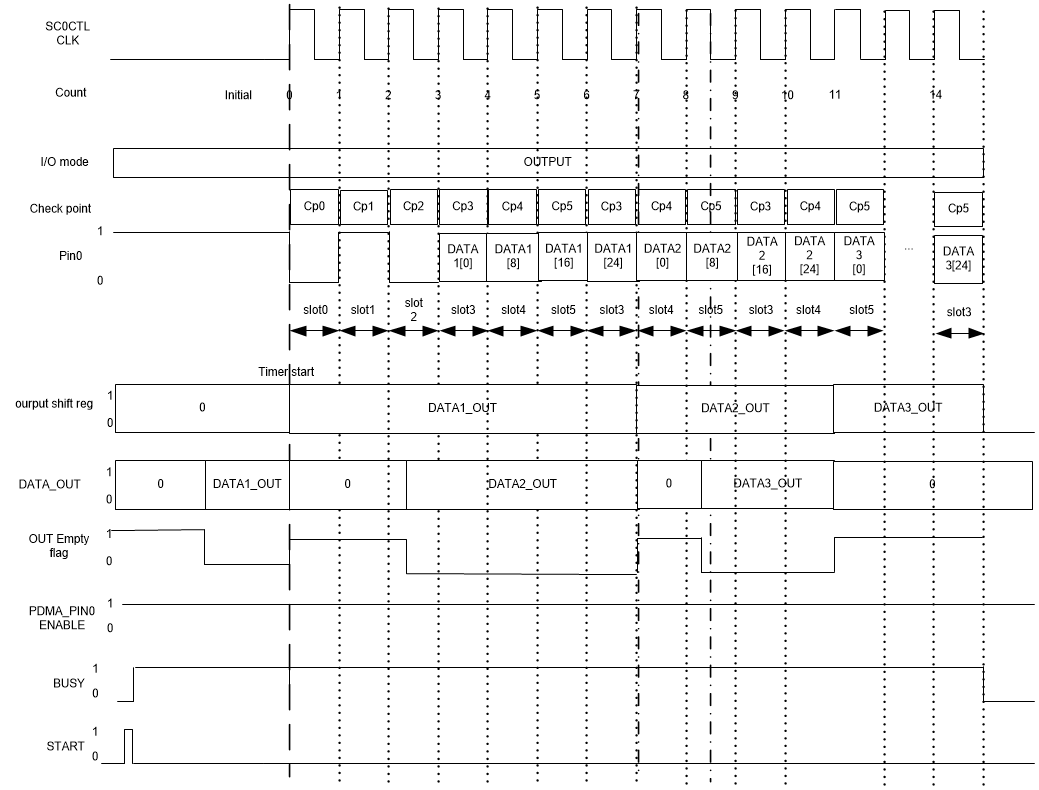 SC0CTL
CLK
Count
Initial
0 1 2 3 4 5 6 7 8 9 10 11 14
I/O mode
OUTPUT
Check point
Cp0 Cp1 Cp2 Cp3 Cp4 Cp5 Cp3 Cp4 Cp5 Cp3 Cp4 Cp5 Cp5
Pin0
1
0
DATA
1[0]
DATA1
[8]
DATA1
[16]
DATA1
[24]
DATA2
[0]
DATA2
[8]
DATA
2
[16]
DATA
2
[24]
DATA
3
[0]
...
DATA
3[24]
slot0 slot1 slot
2
slot3 slot4 slot5 slot3 slot4 slot5 slot3 slot4 slot5 slot3
Timer start
ourput shift reg
1
0
0
DATA1_OUT
DATA2_OUT
DATA3_OUT
DATA_OUT
1
0
0
DATA1_OUT
0
DATA2_OUT
0
DATA3_OUT
0
OUT Empty
flag
1
0
PDMA_PIN0
ENABLE
1
0
BUSY
1
0
START
1
0